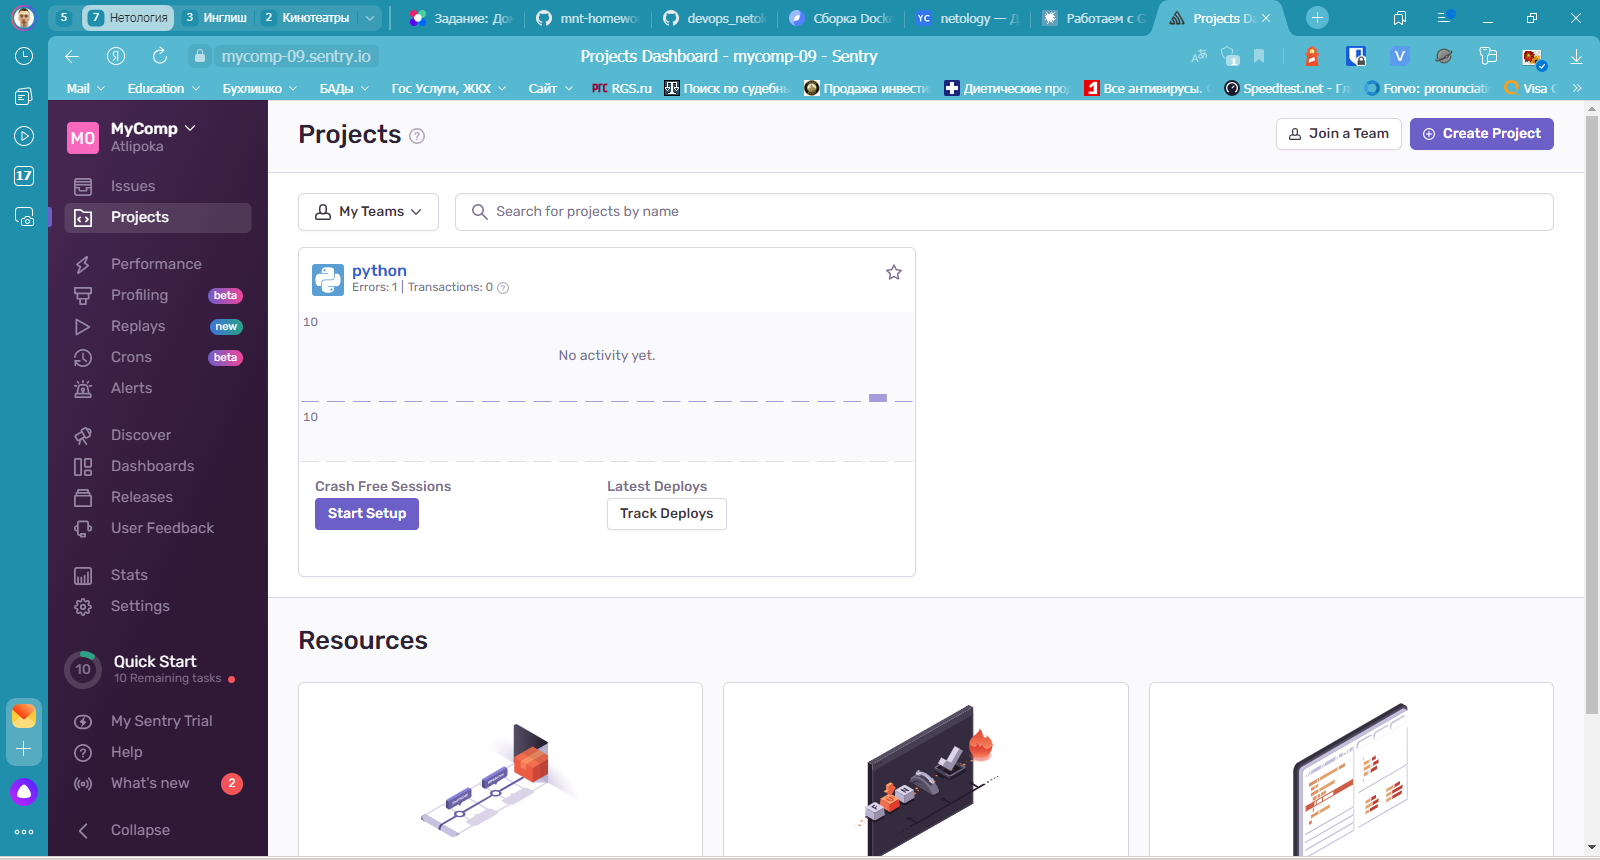 5
7 Нетология
3 Инглиш
2 Кинотеатры
Задание: До
mnt-homewo
devops_netol
Сборка Dock
YC netology — Д
Работаем с G
Projects Da
mycomp-09.sentry.io
Projects Dashboard - mycomp-09 - Sentry
Mail
Education
Бухлишко
БАДы
Гос Услуги, ЖКХ
Сайт
РГС RGS.ru
Поиск по судебн
Продажа инвести
Диетические прод
Все антивирусы.
Speedtest.net - Гл
Forvo: pronunciati
Visa
17
MO
MyComp
Atlipoka
Issues
Projects
Performance
Profiling beta
Replays new
Crons beta
Alerts
Discover
Dashboards
Releases
User Feedback
Stats
Settings
10
Quick Start
10 Remaining tasks
My Sentry Trial
Help
What's new 2
Collapse
Projects
Join a Team
Create Project
My Teams
Search for projects by name
python
Errors: 1 | Transactions: 0
10
No activity yet.
10
Crash Free Sessions
Start Setup
Latest Deploys
Track Deploys
Resources